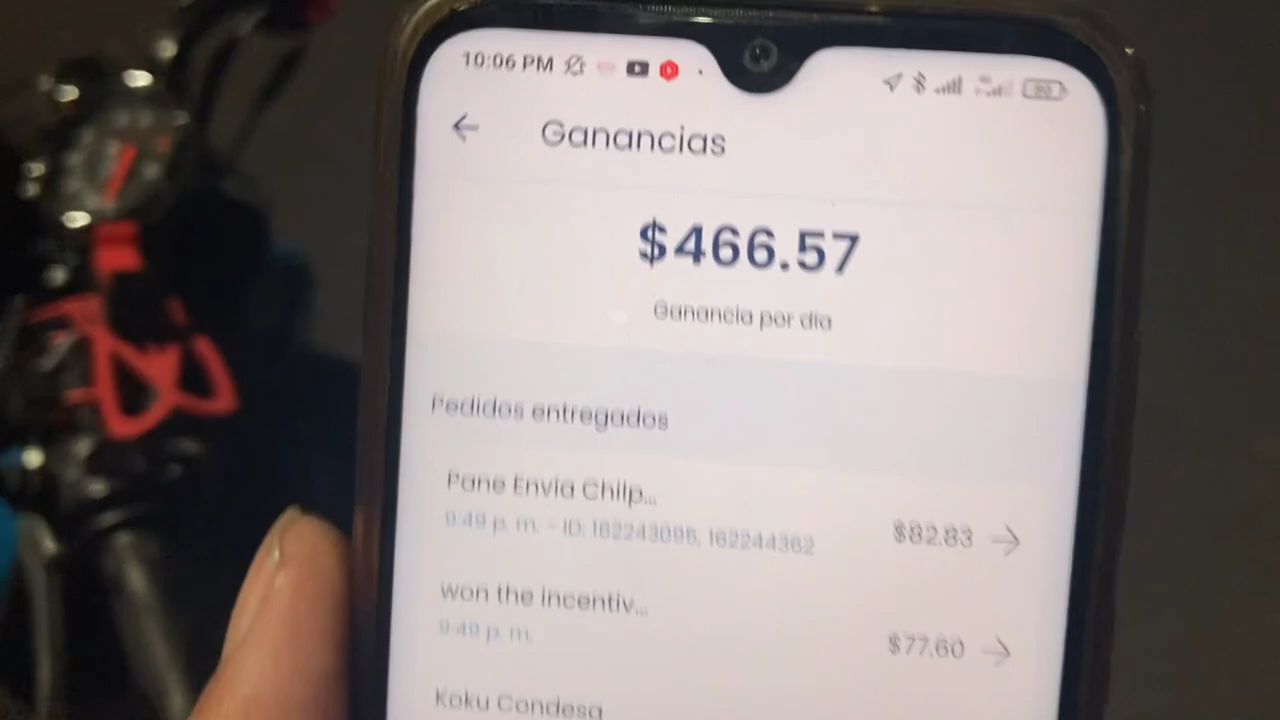 10:06 PM
Ganancias
$466.57
Ganancia por día
Pedidos entregados
Pane Envia Chilp...
9:49 p. m. - ID: 162243095, 162244362
$82.83
won the incentiv...
9:49 p. m.
$77.60
Koku Condesa